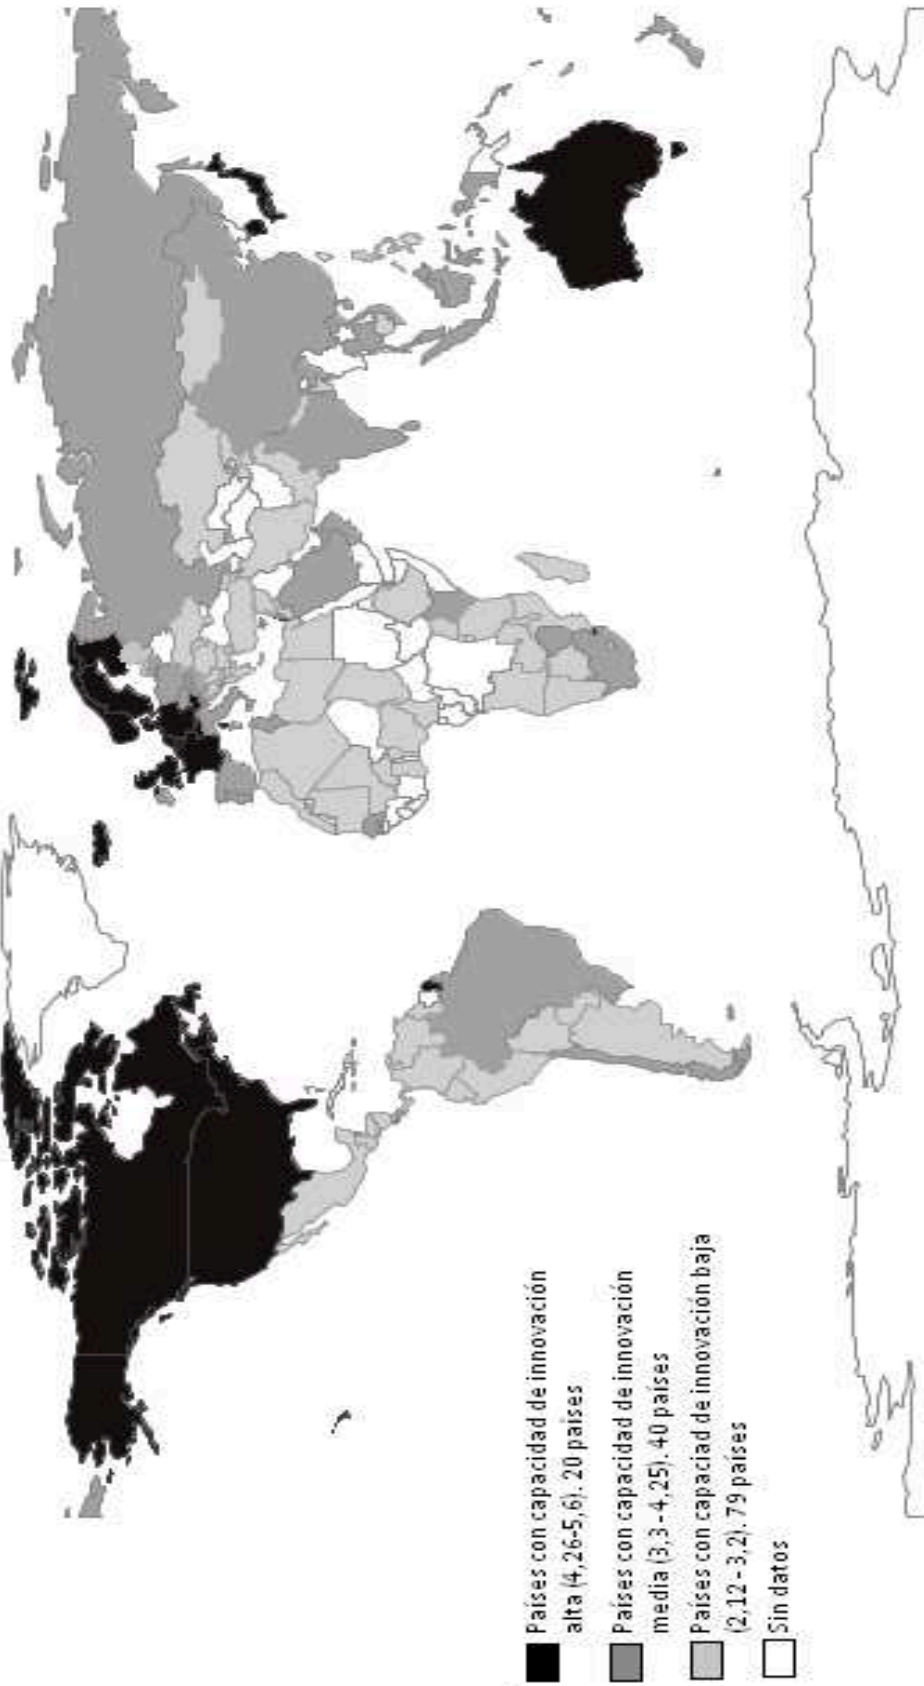 Países con capacidad de innovación
alta (4,26-5,6). 20 países
Países con capacidad de innovación
media (3,3 - 4,25). 40 países
Países con capaciad de innovación baja
(2,12 - 3,2). 79 países
Sin datos